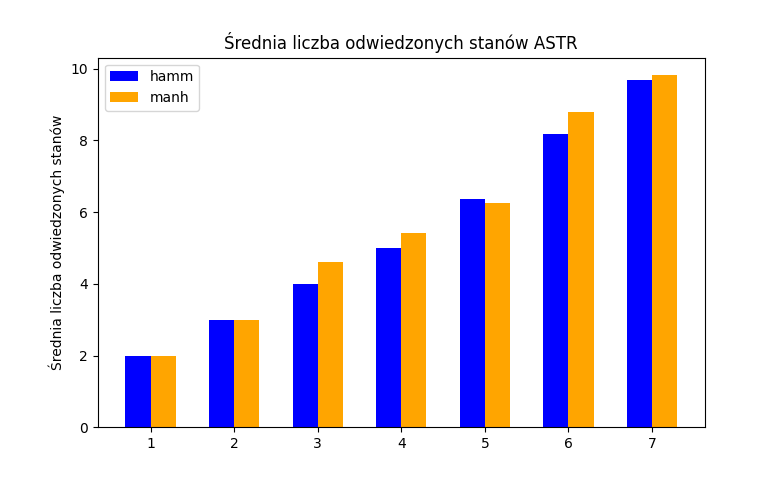 Średnia liczba odwiedzonych stanów ASTR
hamm
manh
Średnia liczba odwiedzonych stanów
10
8
6
4
2
0
1 2 3 4 5 6 7